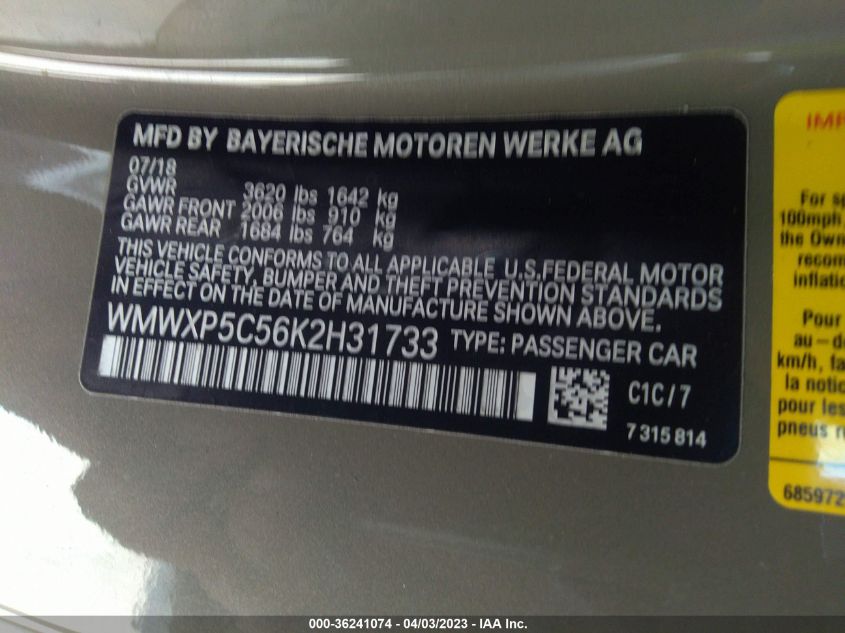 MFD BY BAYERISCHE MOTOREN WERKE AG
07/18
GVWR 3620 lbs 1642 kg
GAWR FRONT 2006 lbs 910 kg
GAWR REAR 1684 lbs 764 kg
THIS VEHICLE CONFORMS TO ALL APPLICABLE U.S.FEDERAL MOTOR
VEHICLE SAFETY, BUMPER AND THEFT PREVENTION STANDARDS
IN EFFECT ON THE DATE OF MANUFACTURE SHOWN ABOVE.
WMWXP5C56K2H31733 TYPE: PASSENGER CAR
C1C/7
7 315 814
For
100mph,
the Own
recom
inflati
Pour
au-de
km/h, fa
la notic
pour les
pneus
685972
000-36241074 - 04/03/2023 - IAA Inc.